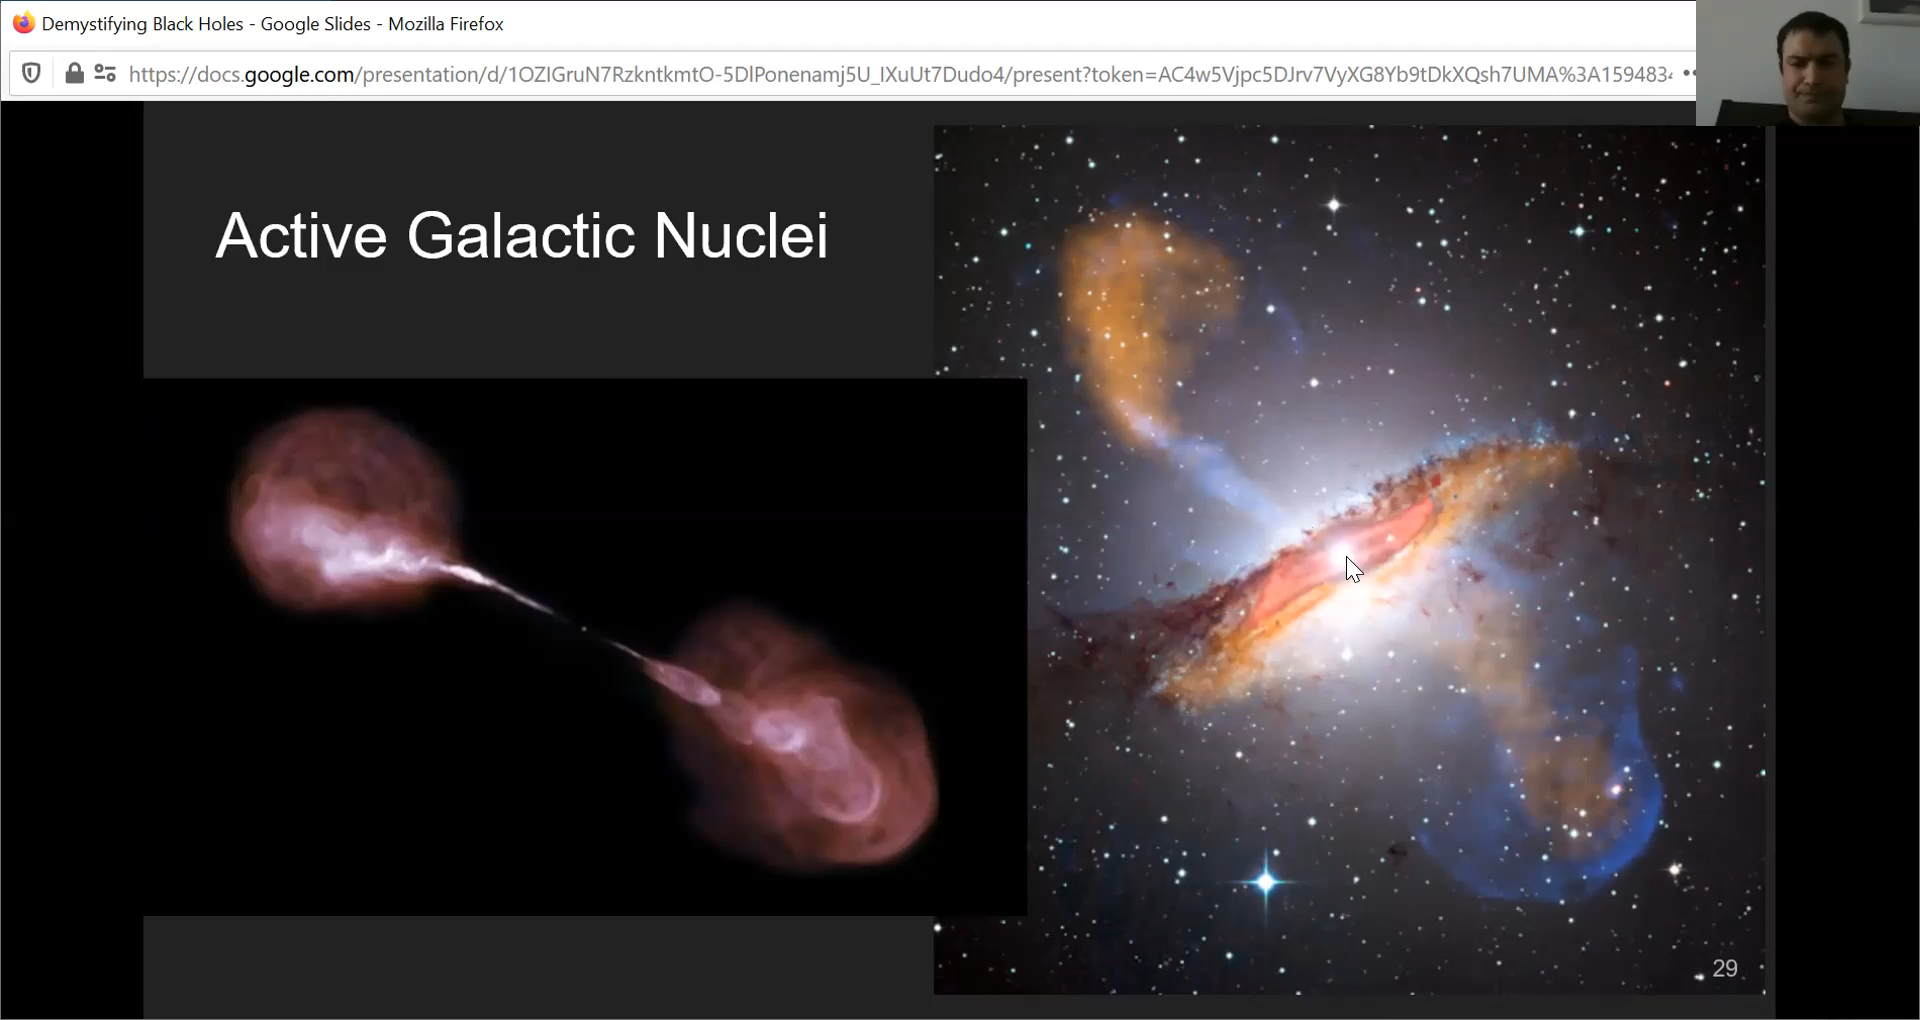 Demystifying Black Holes - Google Slides - Mozilla Firefox
https://docs.google.com/presentation/d/1OZIGruN7RzkntkmtO-5DlPonenamj5U_IXuUt7Dudo4/present?token=AC4w5Vjpc5DJrv7VyXG8Yb9tDkXQsh7UMA%3A159483
Active Galactic Nuclei
29